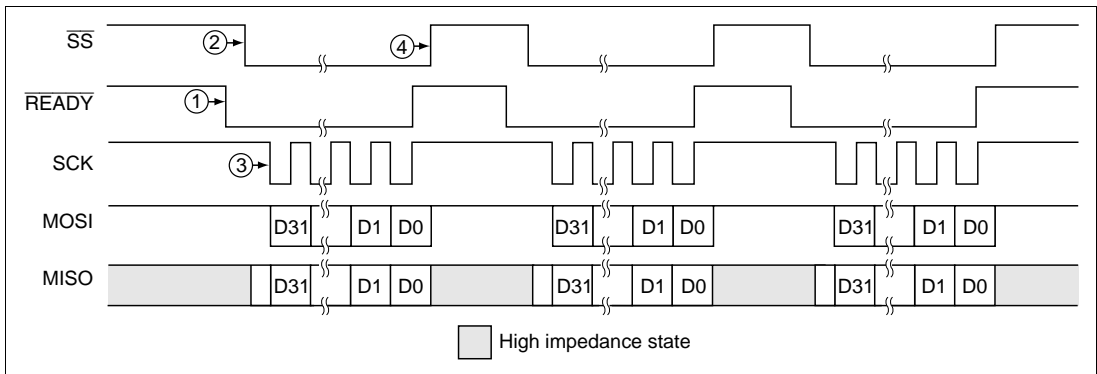 SS ② ④
READY ①
SCK ③
MOSI D31 D1 D0 D31 D1 D0 D31 D1 D0
MISO D31 D1 D0 D31 D1 D0 D31 D1 D0
High impedance state